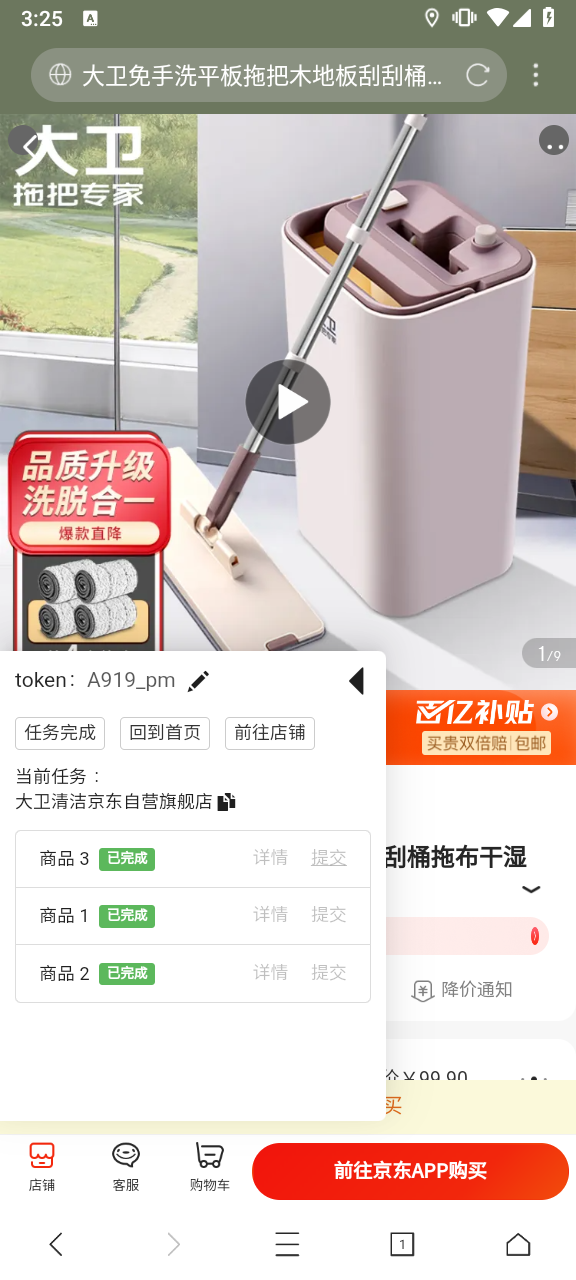 3:25
A
大卫免手洗平板拖把木地板刮刮桶...
大卫
拖把专家
大卫
品质升级
洗脱合一
爆款直降
1/9
百亿补贴
买贵双倍赔 包邮
token： A919_pm
任务完成 回到首页 前往店铺
当前任务：
大卫清洁京东自营旗舰店
刮桶拖布干湿
商品 3 已完成 详情 提交
商品 1 已完成 详情 提交
商品 2 已完成 详情 提交
降价通知
价￥99.90
买
店铺 客服 购物车 前往京东APP购买
1